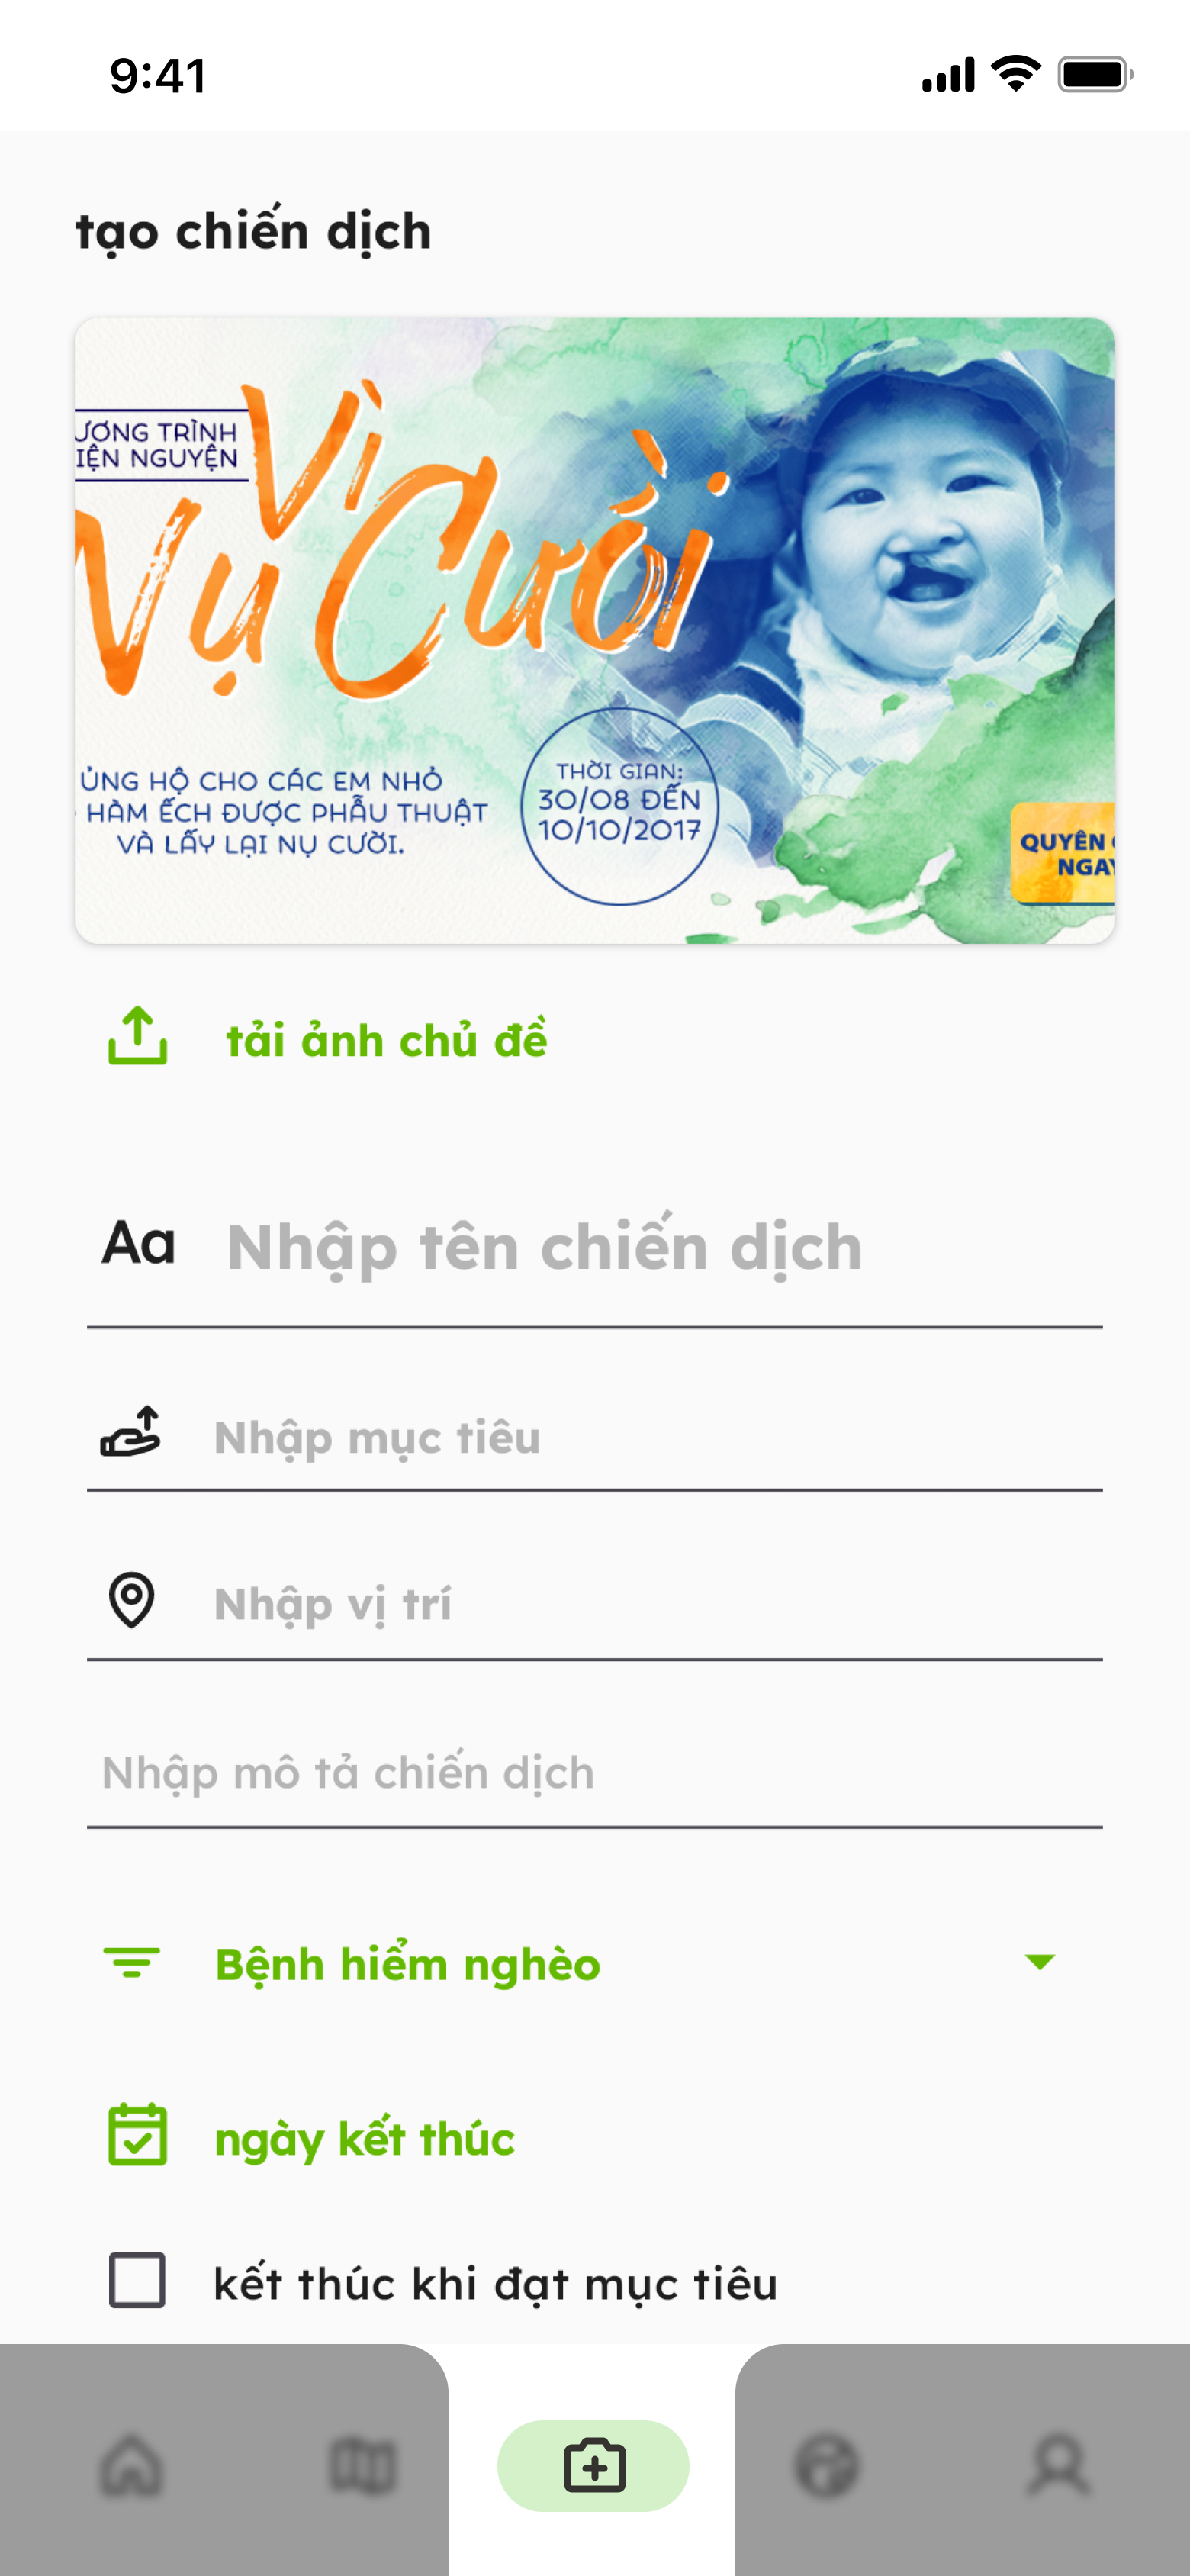 9:41
tạo chiến dịch
ƯƠNG TRÌNH
IỆN NGUYỆN
Vì
Nụ Cười
ỦNG HỘ CHO CÁC EM NHỎ
HÀM ẾCH ĐƯỢC PHẪU THUẬT
VÀ LẤY LẠI NỤ CƯỜI.
THỜI GIAN:
30/08 ĐẾN
10/10/2017
QUYÊN
NGAY
tải ảnh chủ đề
Aa Nhập tên chiến dịch
Nhập mục tiêu
Nhập vị trí
Nhập mô tả chiến dịch
Bệnh hiểm nghèo
ngày kết thúc
kết thúc khi đạt mục tiêu